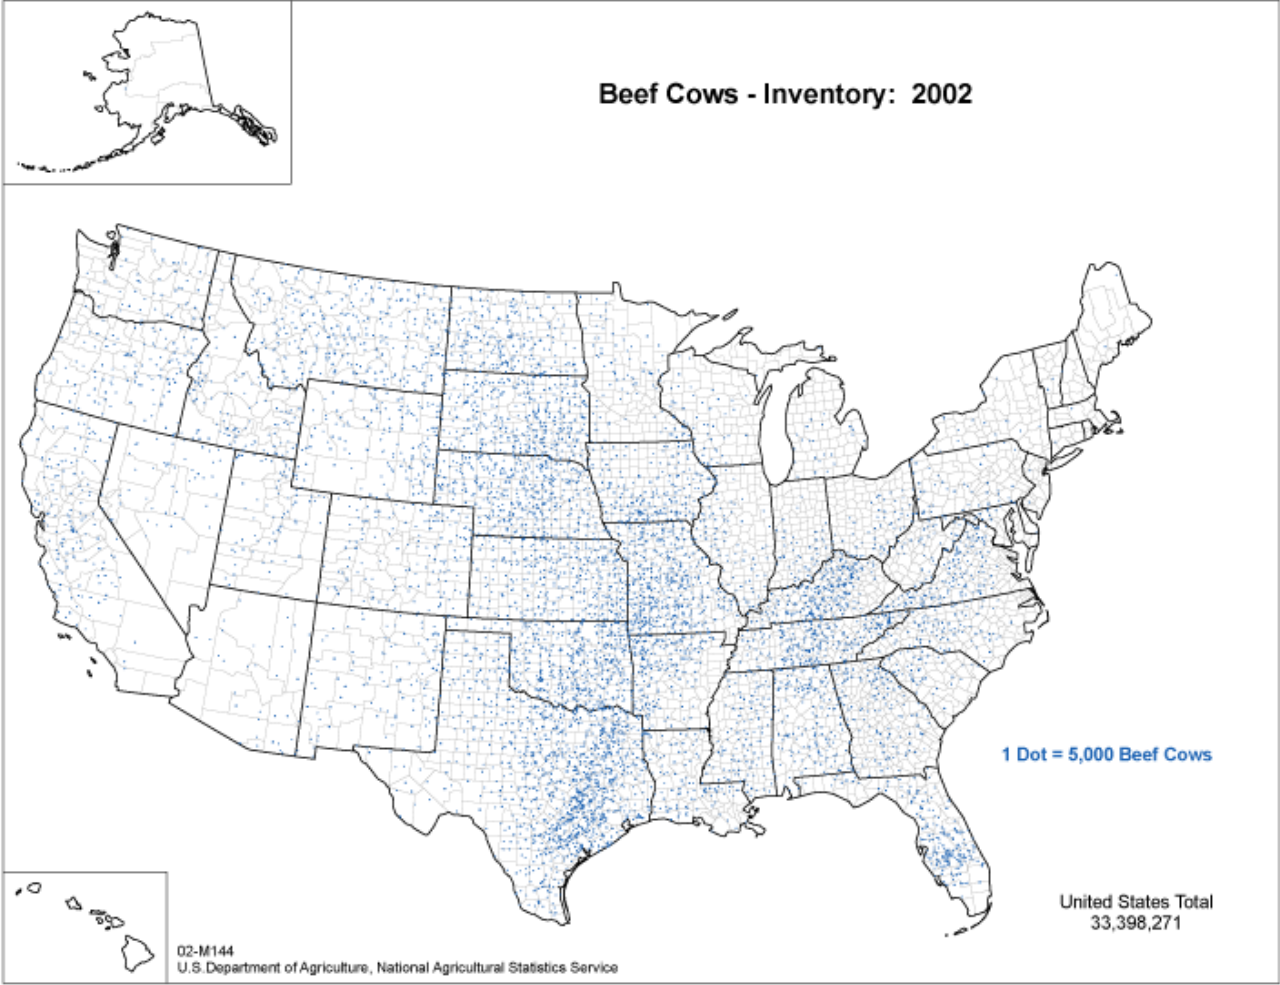 Beef Cows - Inventory:  2002
1 Dot = 5,000 Beef Cows
United States Total
33,398,271
02-M144
U.S.Department of Agriculture, National Agricultural Statistics Service